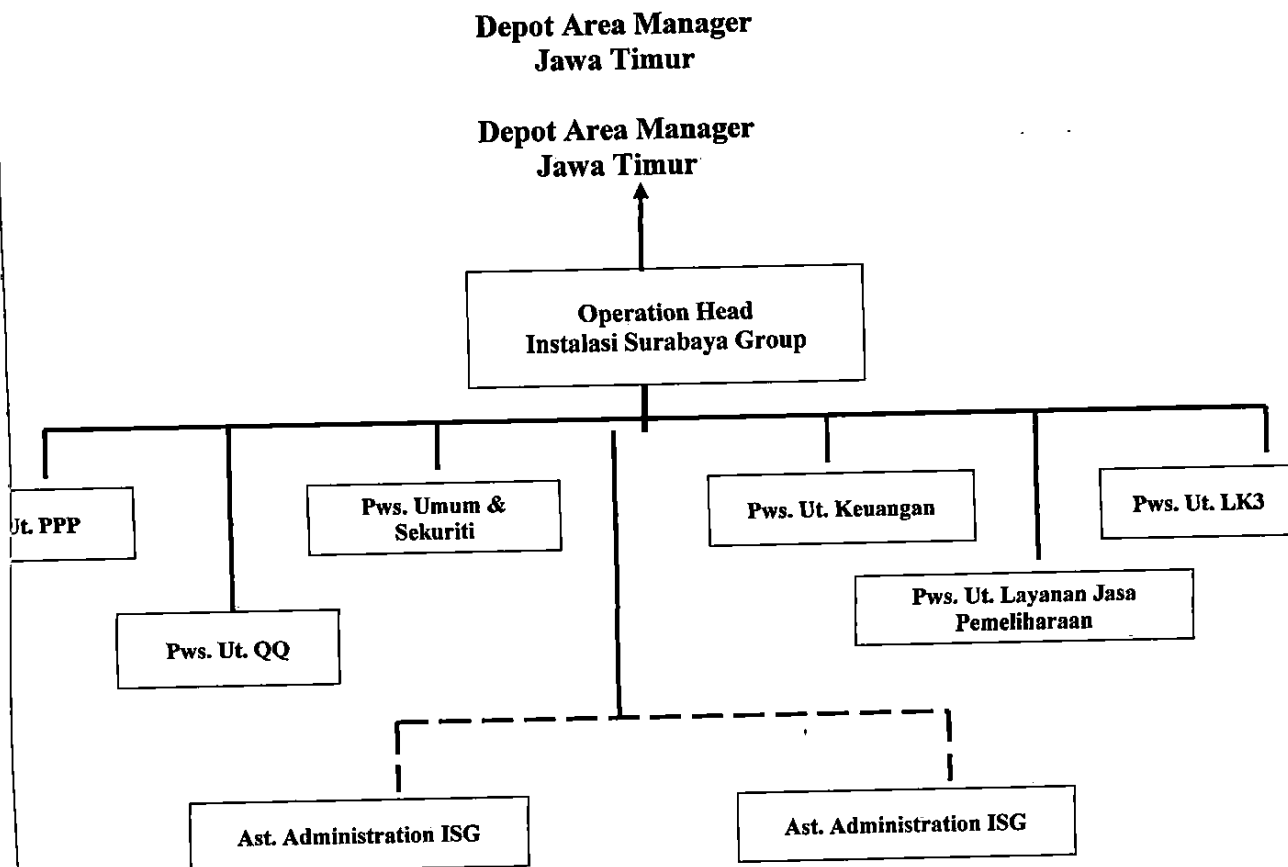 Depot Area Manager
Jawa Timur
Depot Area Manager
Jawa Timur
Operation Head
Instalasi Surabaya Group
Ut. PPP
Pws. Umum &
Sekuriti
Pws. Ut. Keuangan
Pws. Ut. LK3
Pws. Ut. QQ
Pws. Ut. Layanan Jasa
Pemeliharaan
Ast. Administration ISG
Ast. Administration ISG